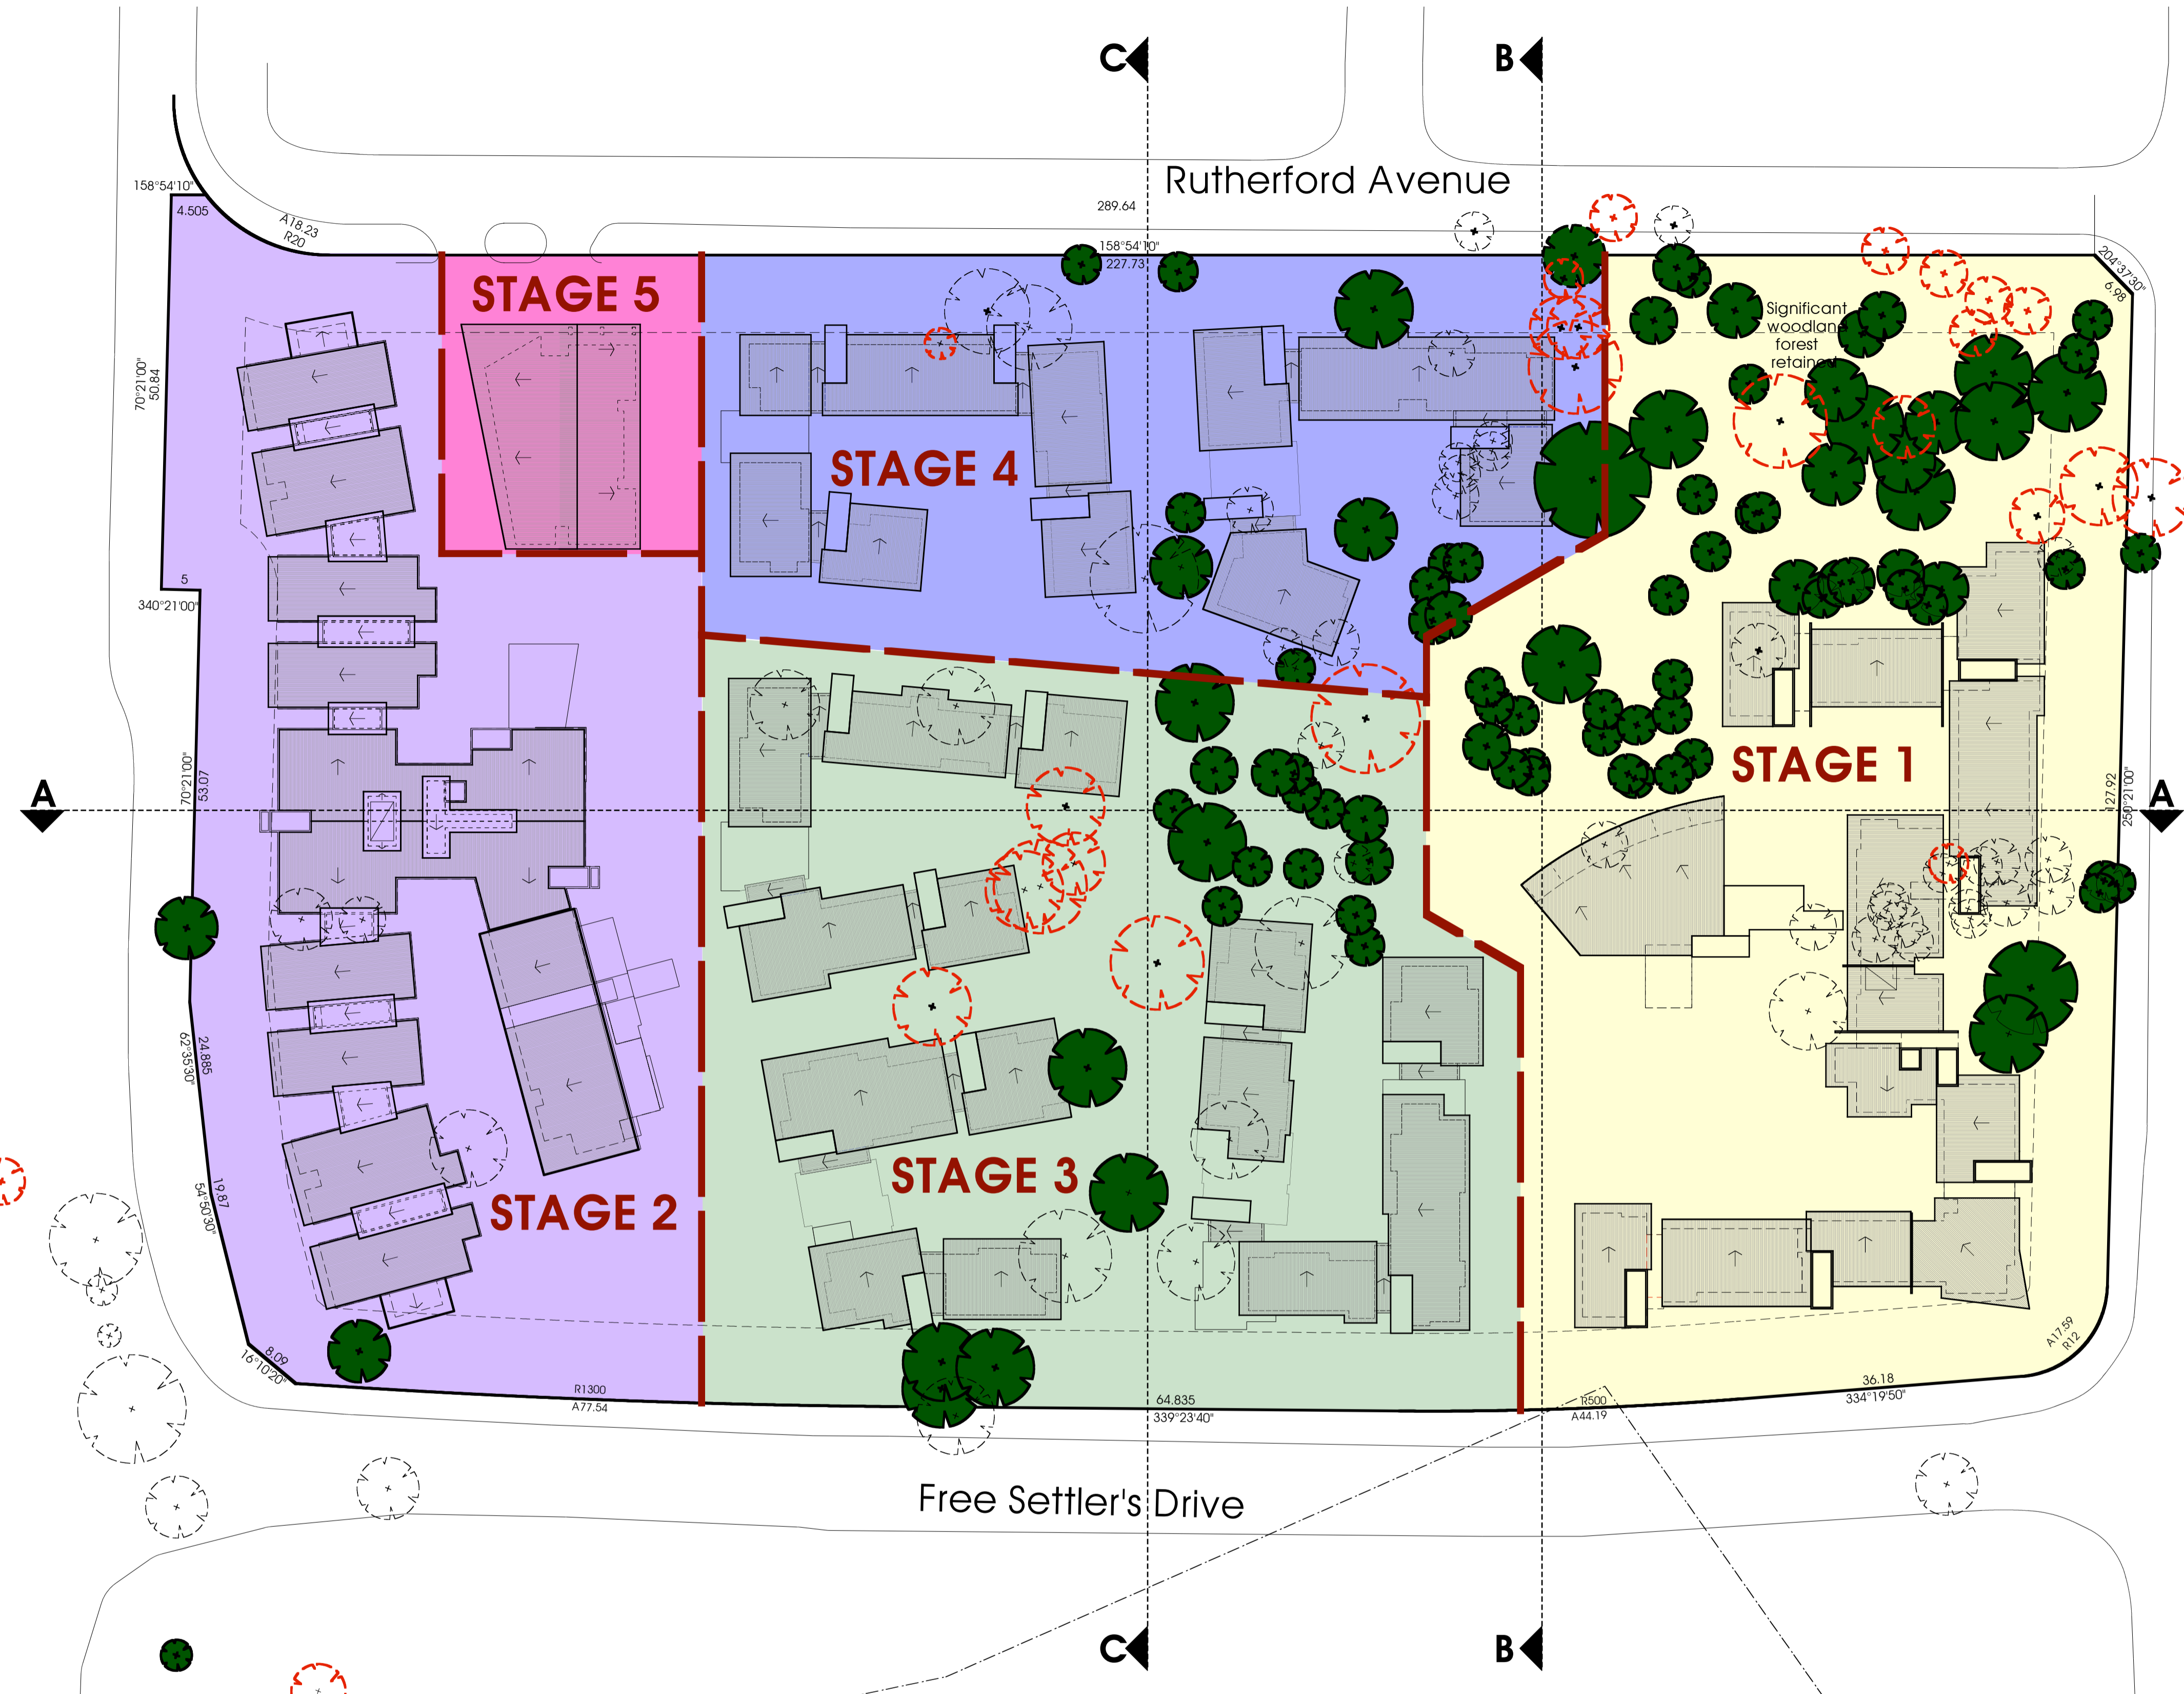 C
B
Rutherford Avenue
158°54'10"
4.505
A18.23
R20
289.64
158°54'10"
227.73
204°37'30"
6.98
STAGE 5
Significant
woodland
forest
retained
70°21'00"
50.84
STAGE 4
5
340°21'00"
STAGE 1
70°21'00"
53.07
A
127.92
250°21'00"
A
24.885
62°35'30"
19.87
54°50'30"
STAGE 3
STAGE 2
8.09
16°10'20"
R1300
A77.54
64.835
339°23'40"
R500
A44.19
36.18
334°19'50"
A17.59
R12
Free Settler's Drive
C
B